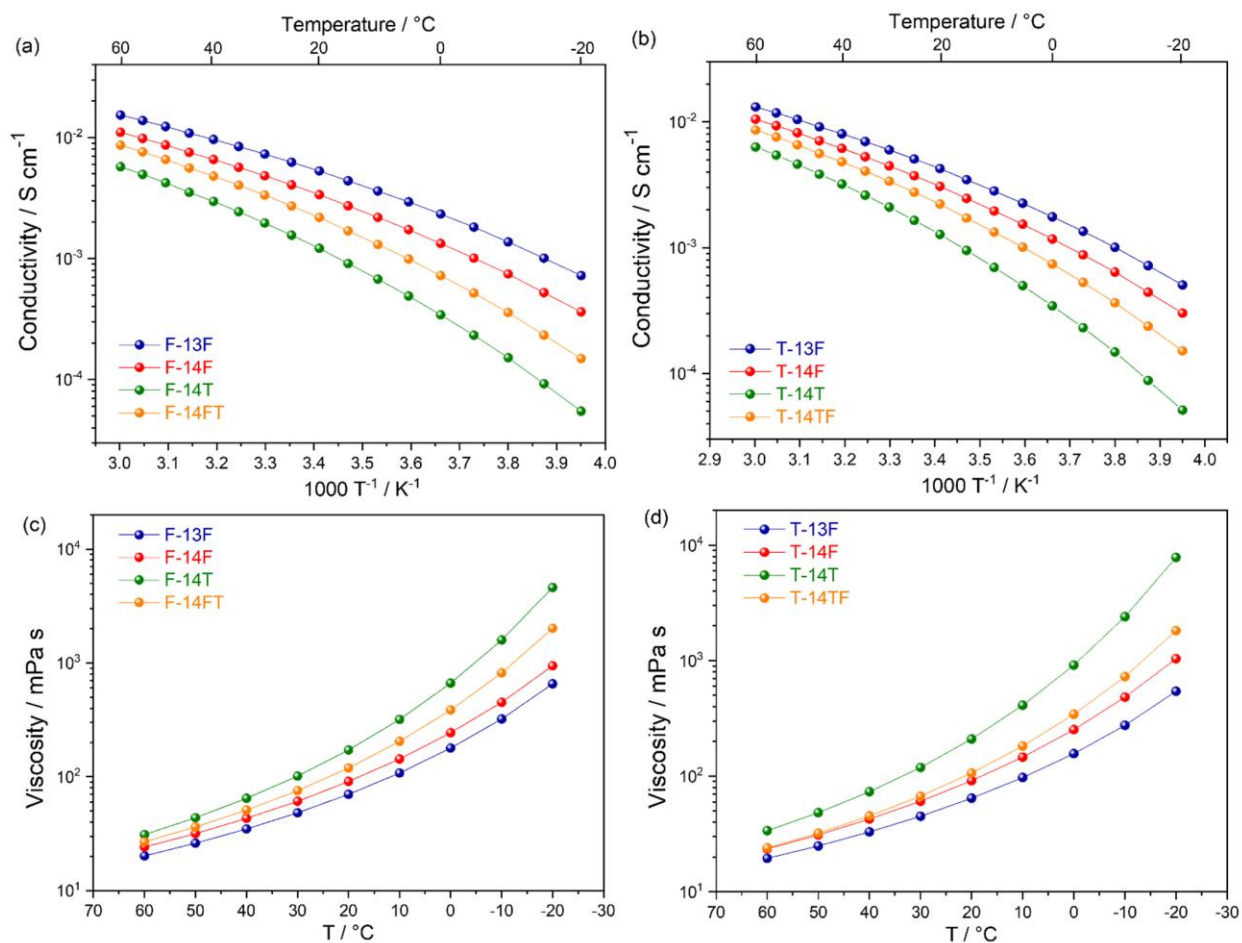 Temperature / °C
(a)
60 40 20 0 -20
Conductivity / S cm⁻¹
10⁻²
10⁻³
10⁻⁴
F-13F
F-14F
F-14T
F-14FT
3.0 3.1 3.2 3.3 3.4 3.5 3.6 3.7 3.8 3.9 4.0
1000 T⁻¹ / K⁻¹
Temperature / °C
(b)
60 40 20 0 -20
Conductivity / S cm⁻¹
10⁻²
10⁻³
10⁻⁴
T-13F
T-14F
T-14T
T-14TF
2.9 3.0 3.1 3.2 3.3 3.4 3.5 3.6 3.7 3.8 3.9 4.0 4.1
1000 T⁻¹ / K⁻¹
(c)
F-13F
F-14F
F-14T
F-14FT
Viscosity / mPa s
10⁴
10³
10²
10¹
70 60 50 40 30 20 10 0 -10 -20 -30
T / °C
(d)
T-13F
T-14F
T-14T
T-14TF
Viscosity / mPa s
10⁴
10³
10²
10¹
70 60 50 40 30 20 10 0 -10 -20 -30
T / °C